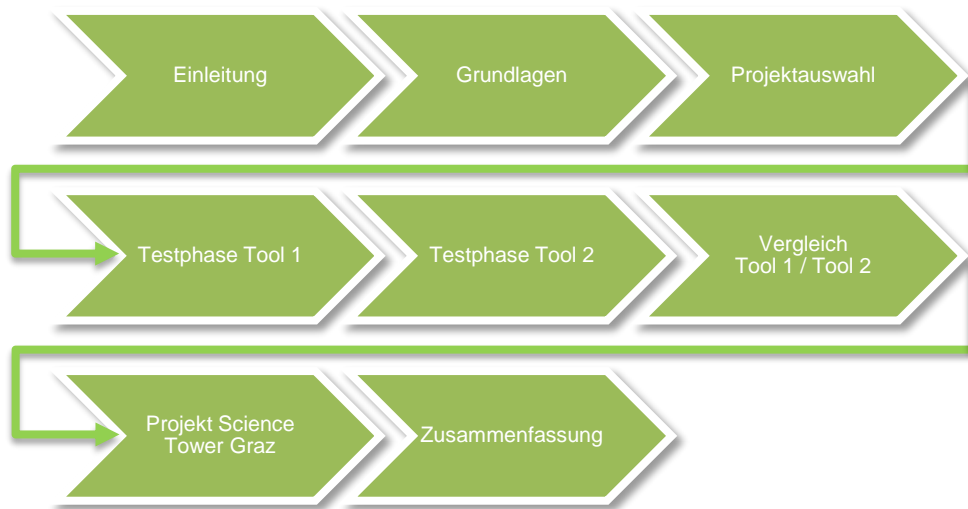 Einleitung
Grundlagen
Projektauswahl
Testphase Tool 1
Testphase Tool 2
Vergleich
Tool 1 / Tool 2
Projekt Science
Tower Graz
Zusammenfassung